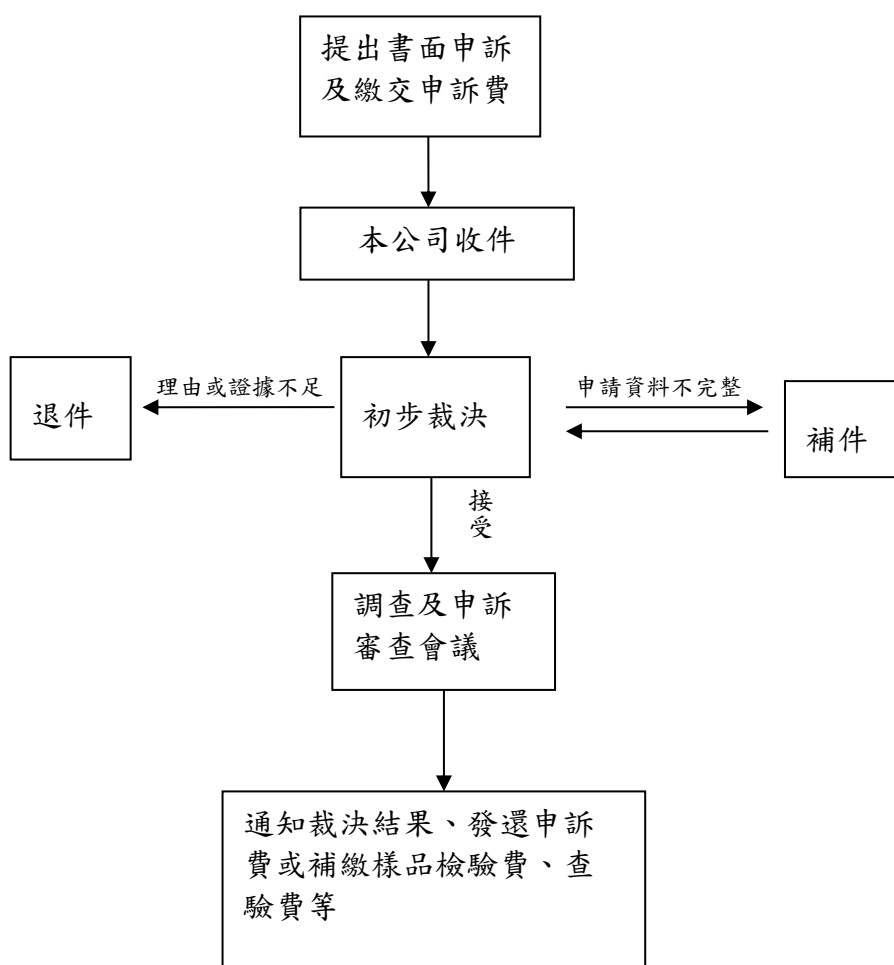 提出書面申訴
及繳交申訴費
本公司收件
理由或證據不足
申請資料不完整
退件
初步裁決
補件
接
受
調查及申訴
審查會議
通知裁決結果、發還申訴
費或補繳樣品檢驗費、查
驗費等